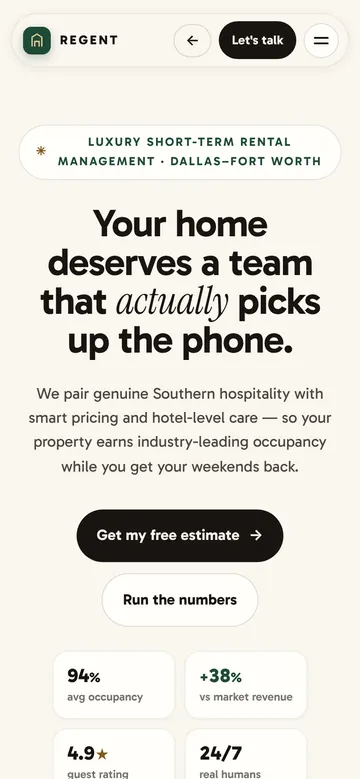 REGENT
Let's talk
LUXURY SHORT-TERM RENTAL
MANAGEMENT · DALLAS–FORT WORTH
Your home
deserves a team
that actually picks
up the phone.
We pair genuine Southern hospitality with
smart pricing and hotel-level care — so your
property earns industry-leading occupancy
while you get your weekends back.
Get my free estimate →
Run the numbers
94%
avg occupancy
+38%
vs market revenue
4.9★
guest rating
24/7
real humans